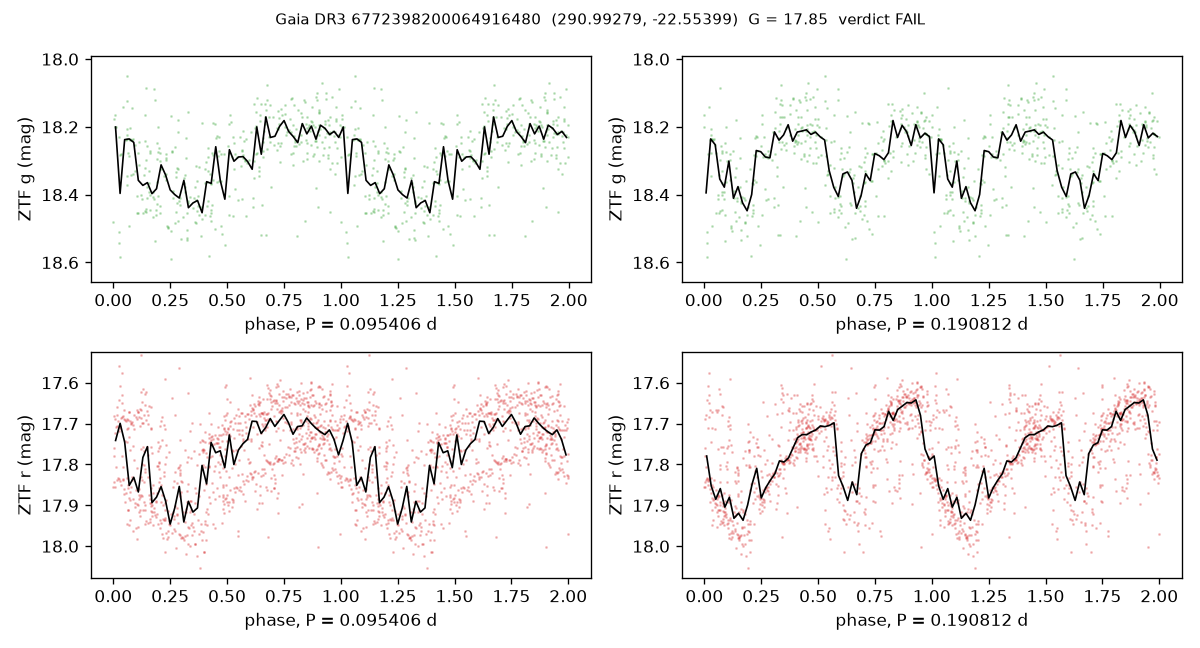 Gaia DR3 6772398200064916480 (290.99279, -22.55399) G = 17.85 verdict FAIL
ZTF g (mag)
18.0
18.2
18.4
18.6
0.00 0.25 0.50 0.75 1.00 1.25 1.50 1.75 2.00
phase, P = 0.095406 d
ZTF g (mag)
18.0
18.2
18.4
18.6
0.00 0.25 0.50 0.75 1.00 1.25 1.50 1.75 2.00
phase, P = 0.190812 d
ZTF r (mag)
17.6
17.7
17.8
17.9
18.0
0.00 0.25 0.50 0.75 1.00 1.25 1.50 1.75 2.00
phase, P = 0.095406 d
ZTF r (mag)
17.6
17.7
17.8
17.9
18.0
0.00 0.25 0.50 0.75 1.00 1.25 1.50 1.75 2.00
phase, P = 0.190812 d